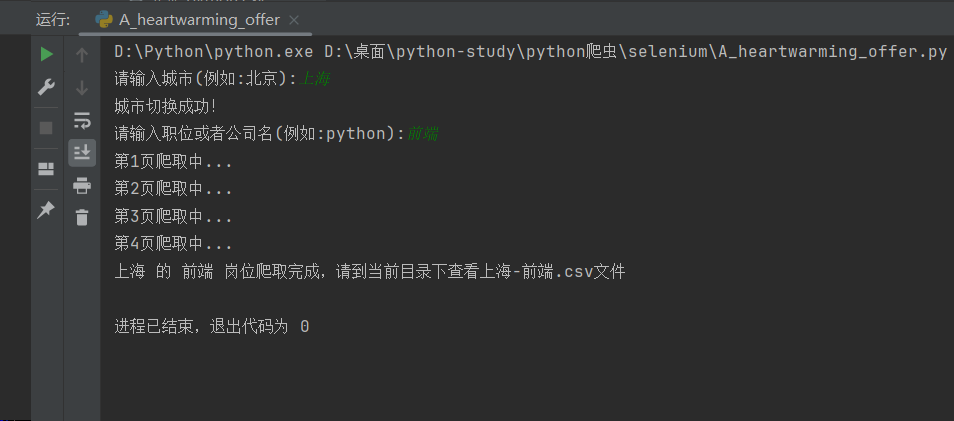 运行: A_heartwarming_offer ×
D:\Python\python.exe D:\桌面\python-study\python爬虫\selenium\A_heartwarming_offer.py
请输入城市(例如:北京):上海
城市切换成功!
请输入职位或者公司名(例如:python):前端
第1页爬取中...
第2页爬取中...
第3页爬取中...
第4页爬取中...
上海 的 前端 岗位爬取完成，请到当前目录下查看上海-前端.csv文件
进程已结束，退出代码为 0